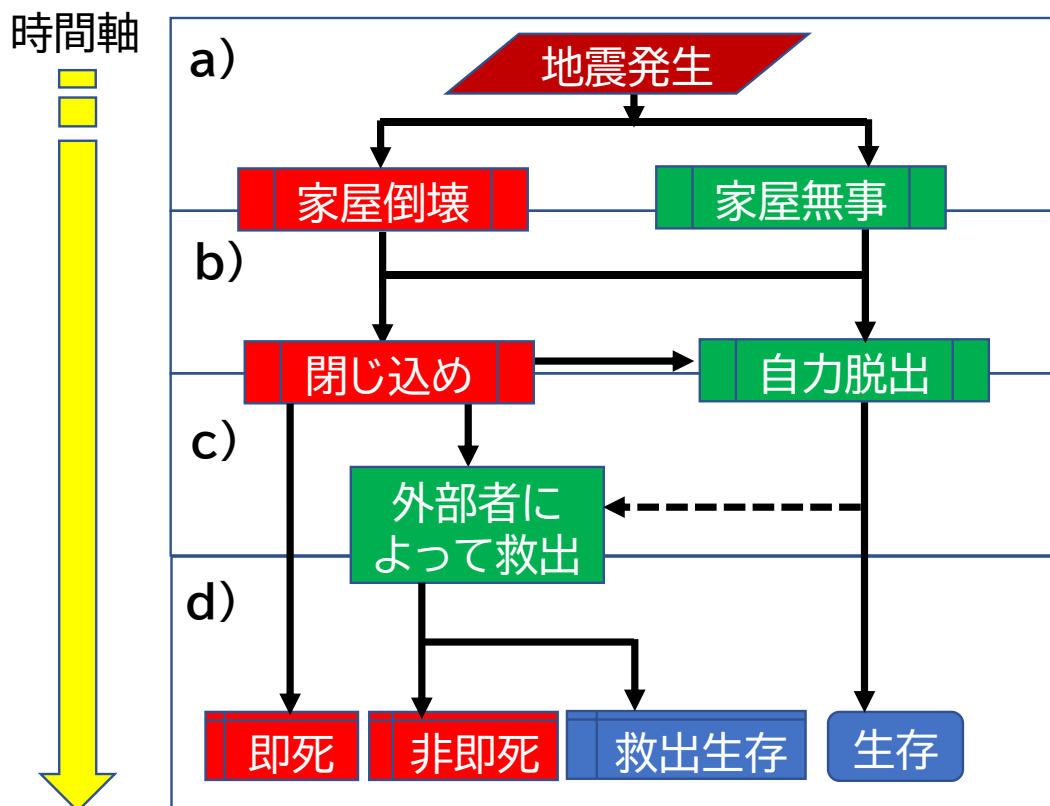 時間軸
a）
地震発生
家屋倒壊
家屋無事
b）
閉じ込め
自力脱出
c）
外部者に
よって救出
d）
即死
非即死
救出生存
生存